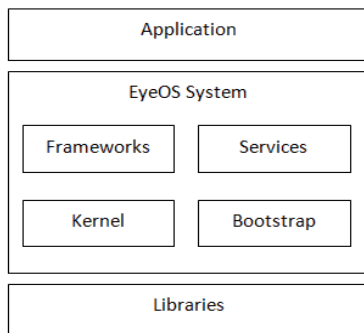 Application
EyeOS System
Frameworks Services
Kernel Bootstrap
Libraries